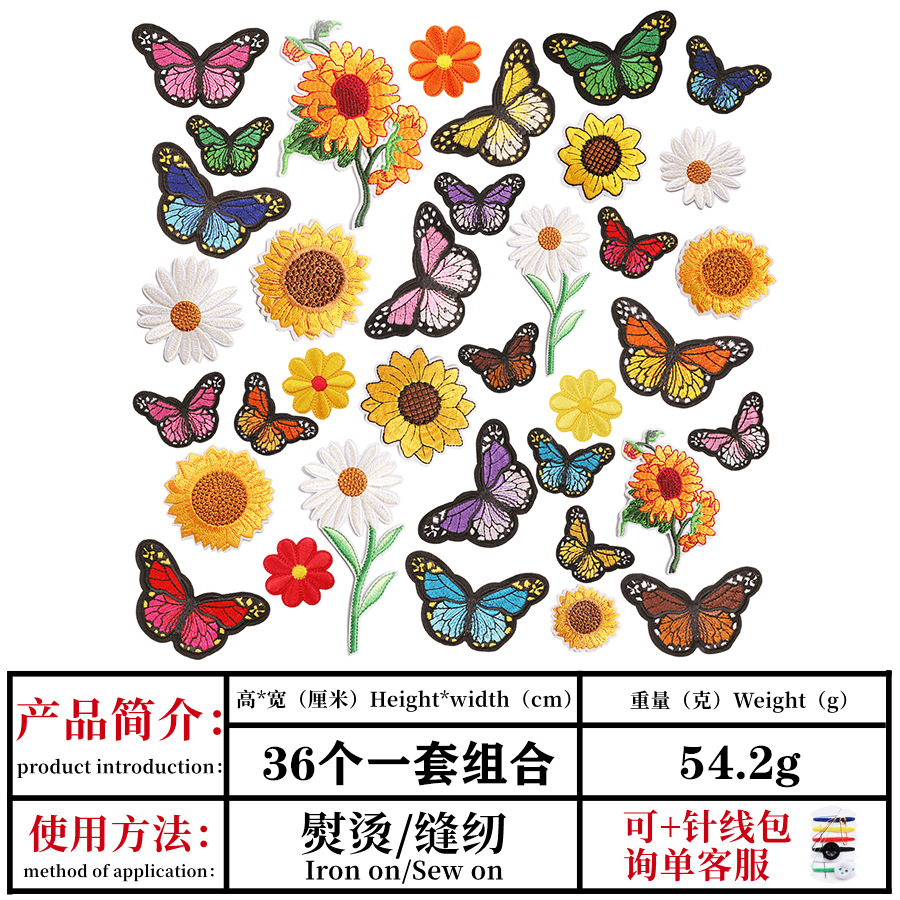 产品简介:
product introduction:
高*宽（厘米）Height*width（cm）
36个一套组合
重量（克）Weight（g）
54.2g
使用方法:
method of application:
熨烫/缝纫
Iron on/Sew on
可+针线包
询单客服